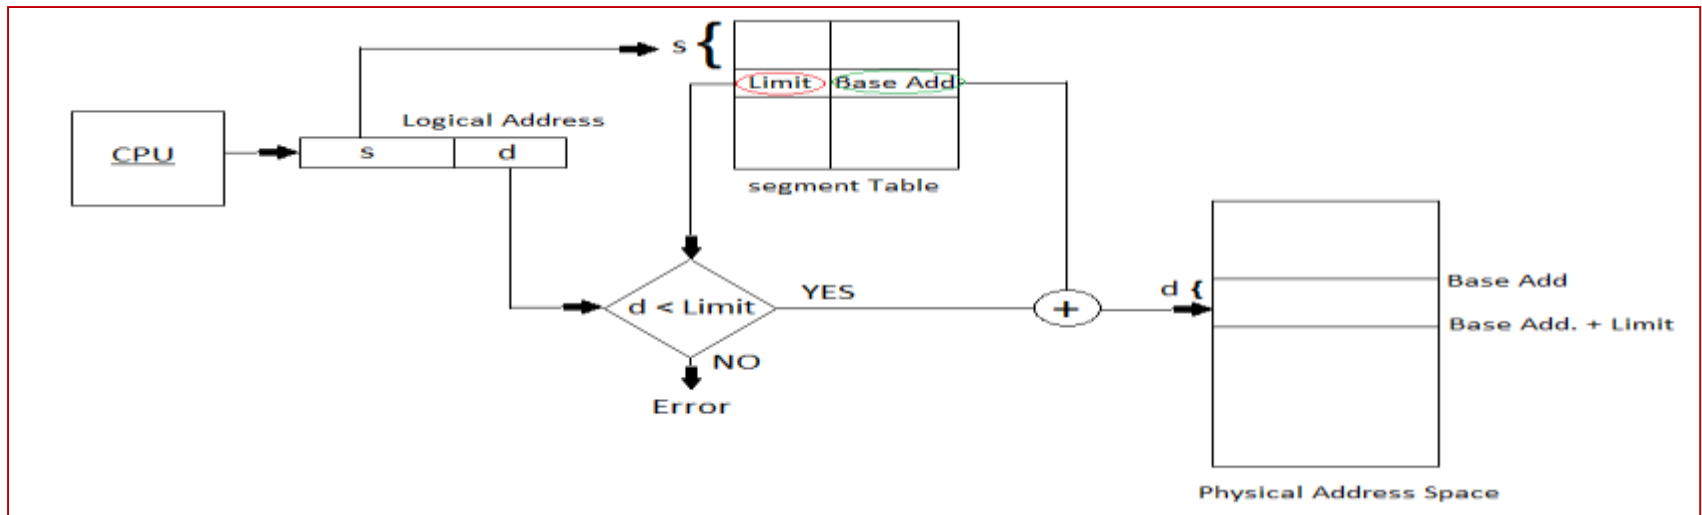 s {
Limit Base Add
Logical Address
CPU
s d
segment Table
d < Limit
YES
+
d {
Base Add
Base Add. + Limit
NO
Error
Physical Address Space